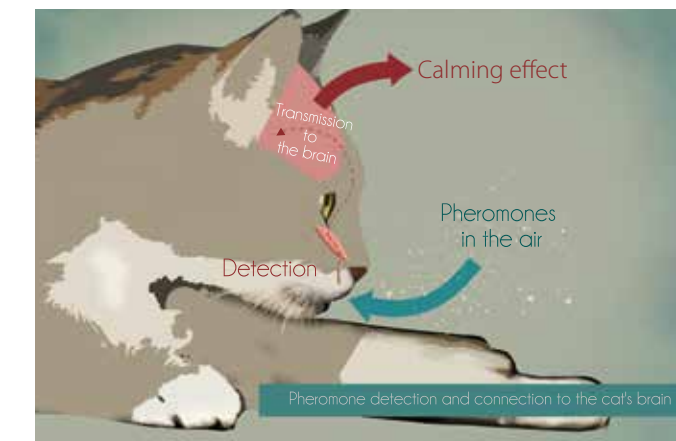 Calming effect
Transmission
to
the brain
Pheromones
in the air
Detection
Pheromone detection and connection to the cat's brain